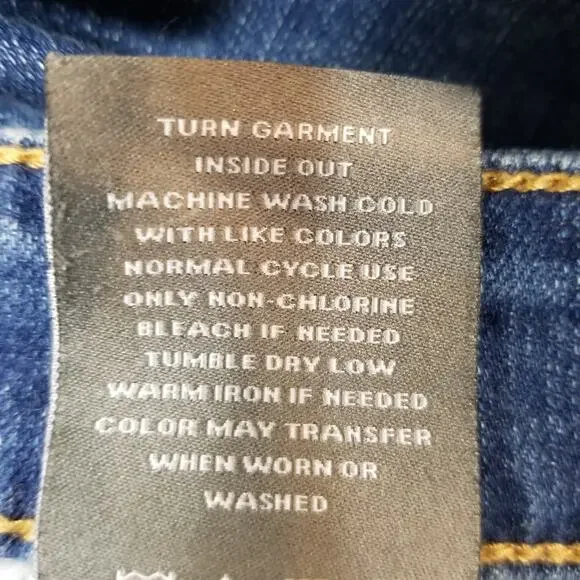 TURN GARMENT
INSIDE OUT
MACHINE WASH COLD
WITH LIKE COLORS
NORMAL CYCLE USE
ONLY NON-CHLORINE
BLEACH IF NEEDED
TUMBLE DRY LOW
WARM IRON IF NEEDED
COLOR MAY TRANSFER
WHEN WORN OR
WASHED